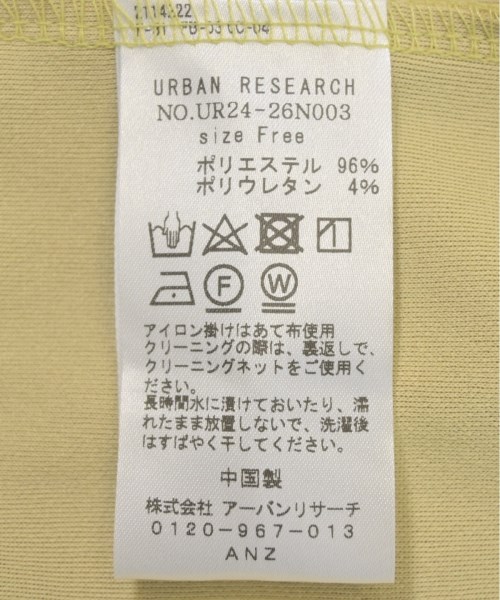 URBAN RESEARCH
NO.UR24-26N003
size Free
ポリエステル 96%
ポリウレタン 4%
F W
アイロン掛けはあて布使用
クリーニングの際は、裏返しで、
クリーニングネットをご使用く
ださい。
長時間水に漬けておいたり、濡
れたまま放置しないで、洗濯後
はすばやく干してください。
中国製
株式会社 アーバンリサーチ
0120-967-013
ANZ